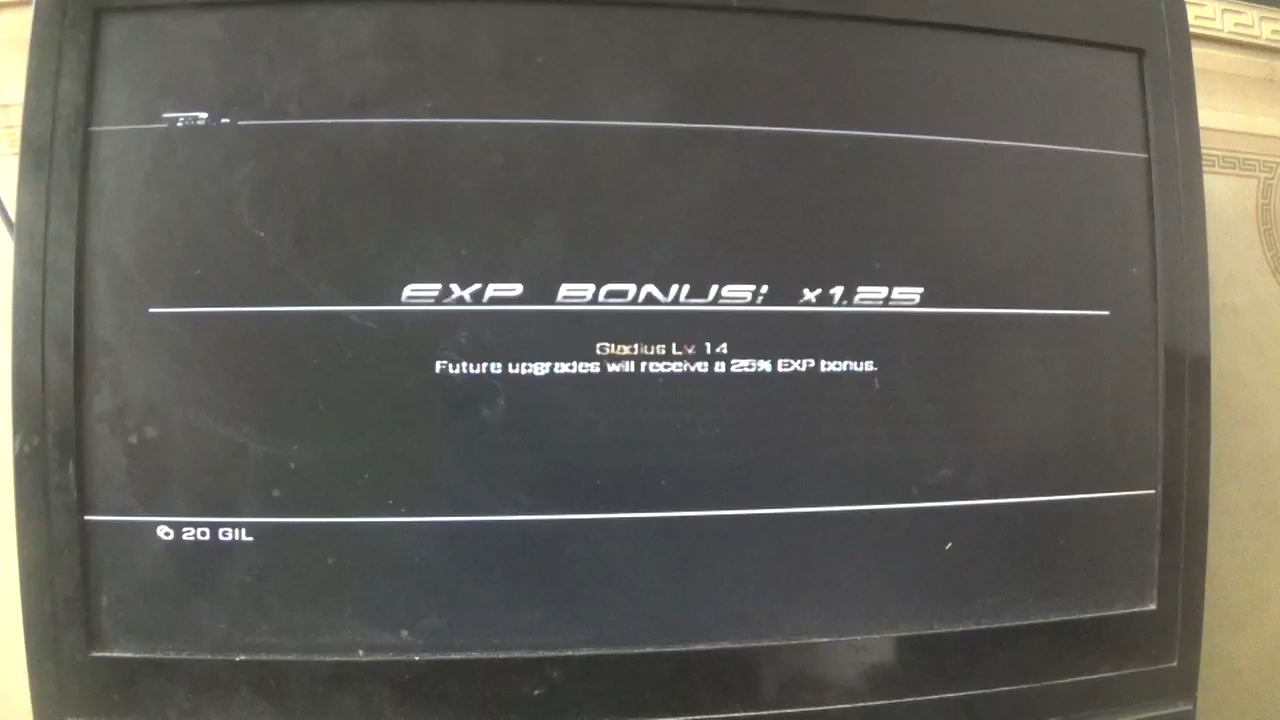 EXP BONUS! x1.25
Gladius Lv. 14
Future upgrades will receive a 25% EXP bonus.
20 GIL